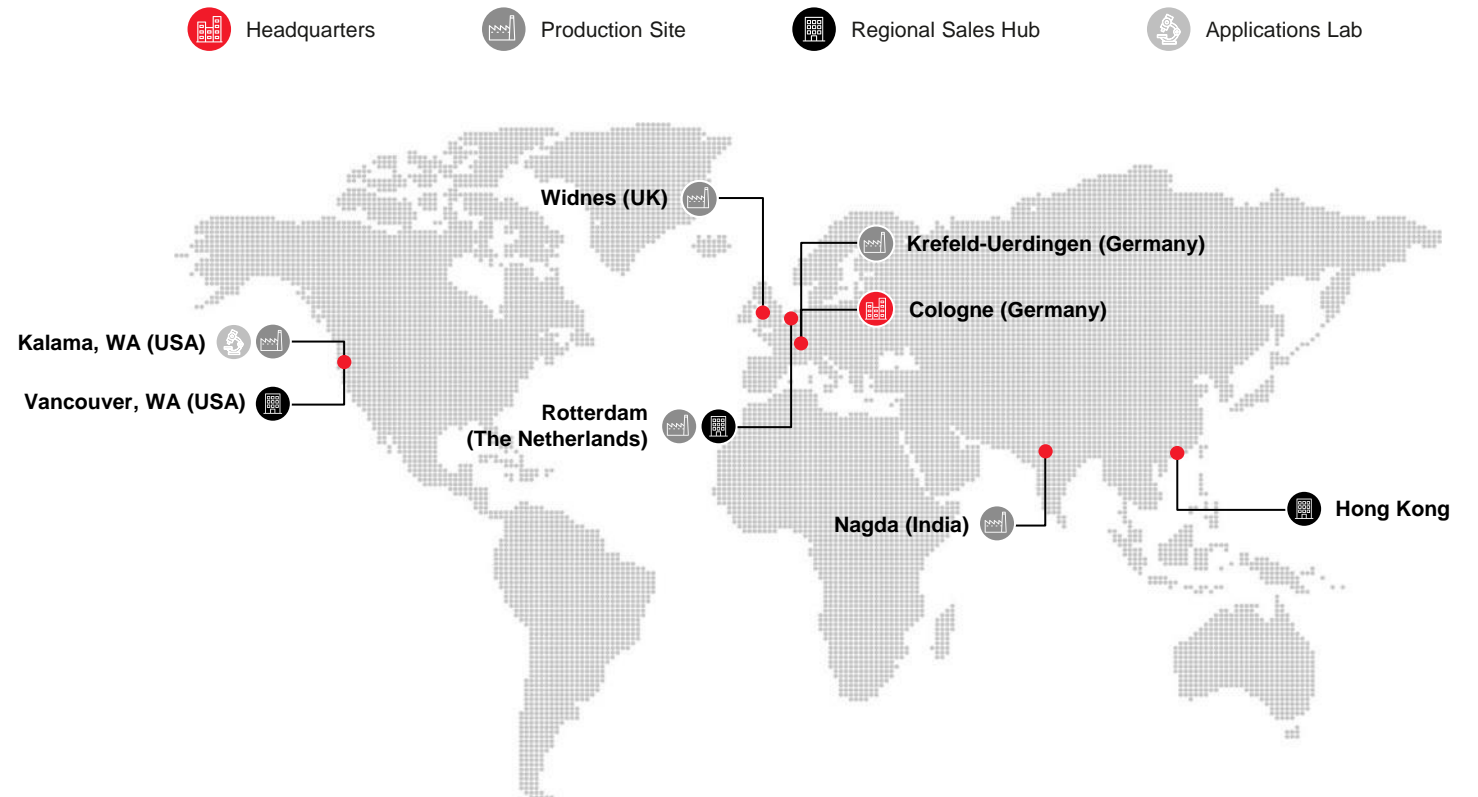 Headquarters
Production Site
Regional Sales Hub
Applications Lab
Widnes (UK)
Krefeld-Uerdingen (Germany)
Cologne (Germany)
Kalama, WA (USA)
Vancouver, WA (USA)
Rotterdam
(The Netherlands)
Nagda (India)
Hong Kong